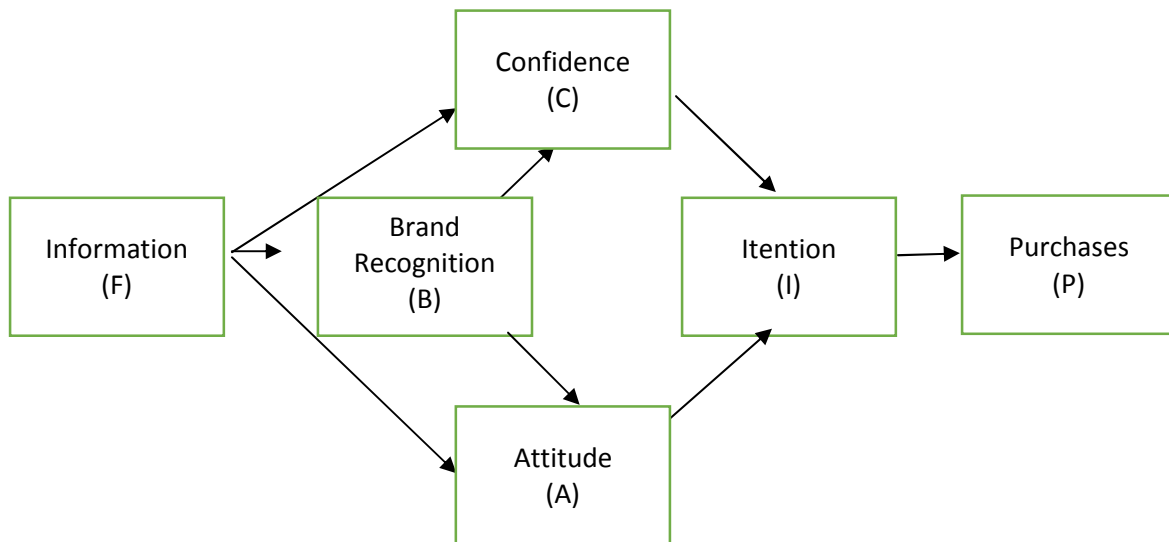 Confidence
(C)
Information
(F)
Brand
Recognition
(B)
Itention
(I)
Purchases
(P)
Attitude
(A)